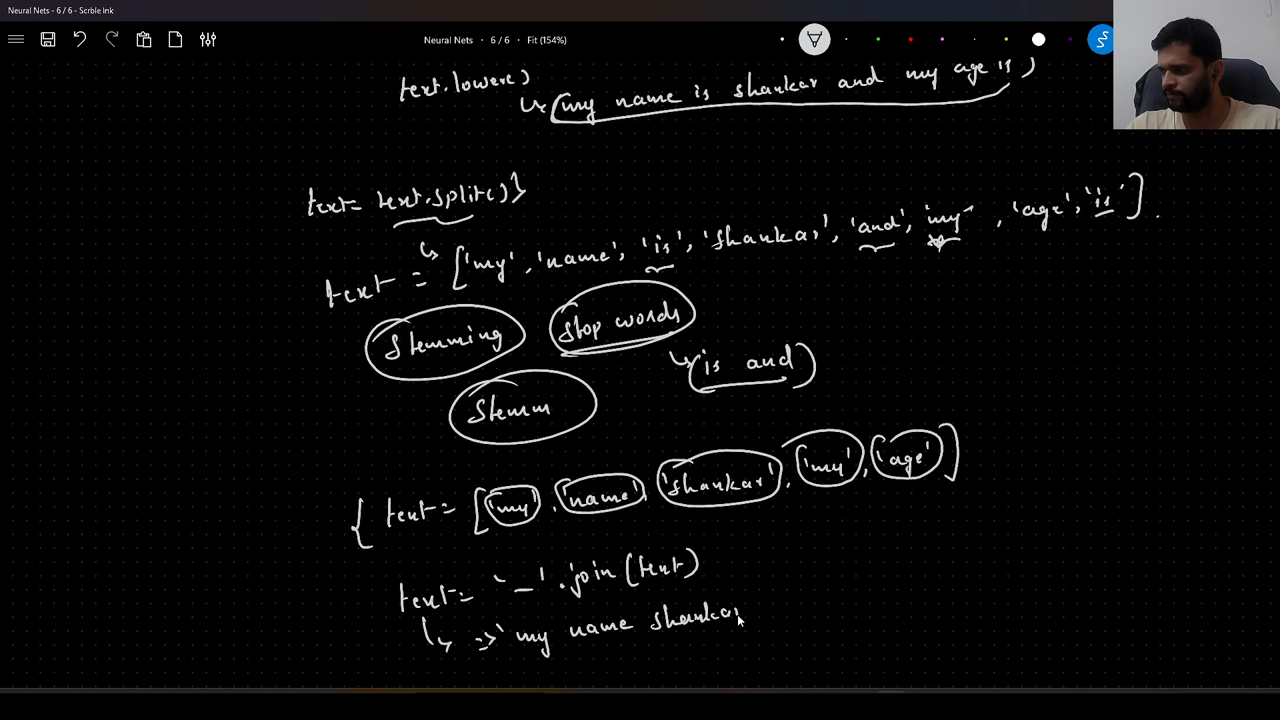 Neural Nets - 6 / 6 - Scrble Ink
Neural Nets • 6 / 6 • Fit (154%)
text.lower()
↳ (my name is shankar and my age is)
text = text.split()}
↳
text = ['my', 'name', 'is', 'shankar', 'and', 'my', 'age', 'is'].
Stemming stop words
↳ (is and)
Stemm
{ text = ['my', 'name', 'shankar', 'my', 'age']
text = '_'.join(text)
↳ => 'my name shankar